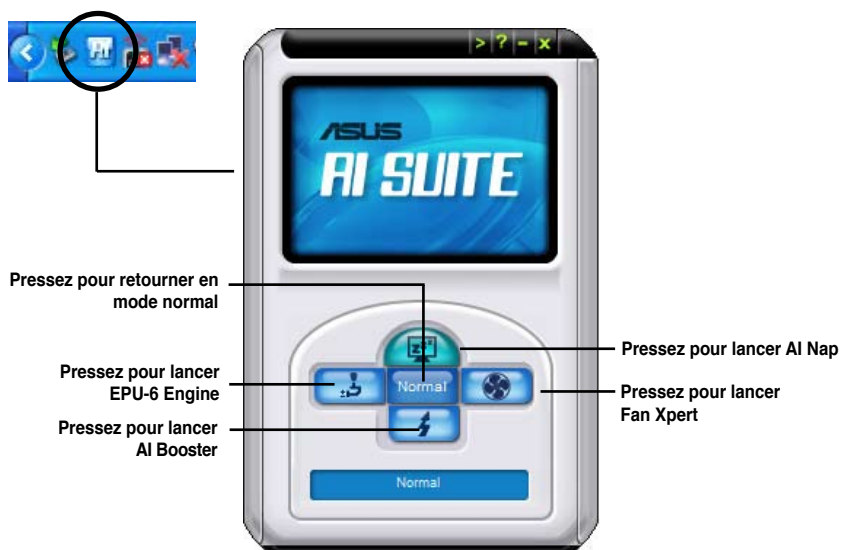 > ? - x
ASUS
AI SUITE
Pressez pour retourner en
mode normal
Pressez pour lancer AI Nap
Pressez pour lancer
EPU-6 Engine
Normal
Pressez pour lancer
Fan Xpert
Pressez pour lancer
AI Booster
Normal